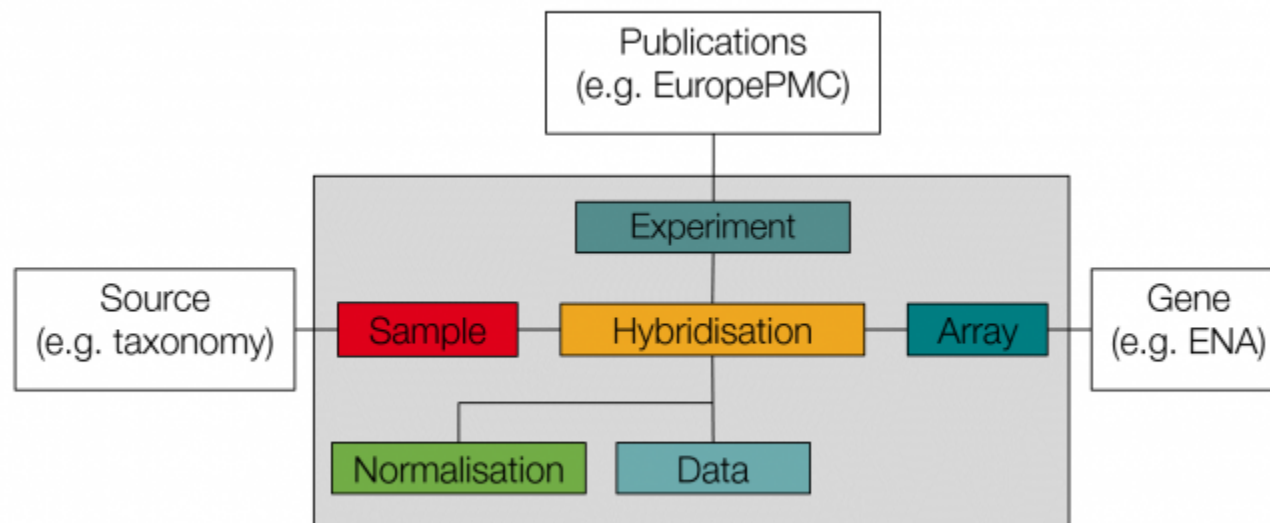 Publications
(e.g. EuropePMC)
Experiment
Source
(e.g. taxonomy)
Sample
Hybridisation
Array
Gene
(e.g. ENA)
Normalisation
Data